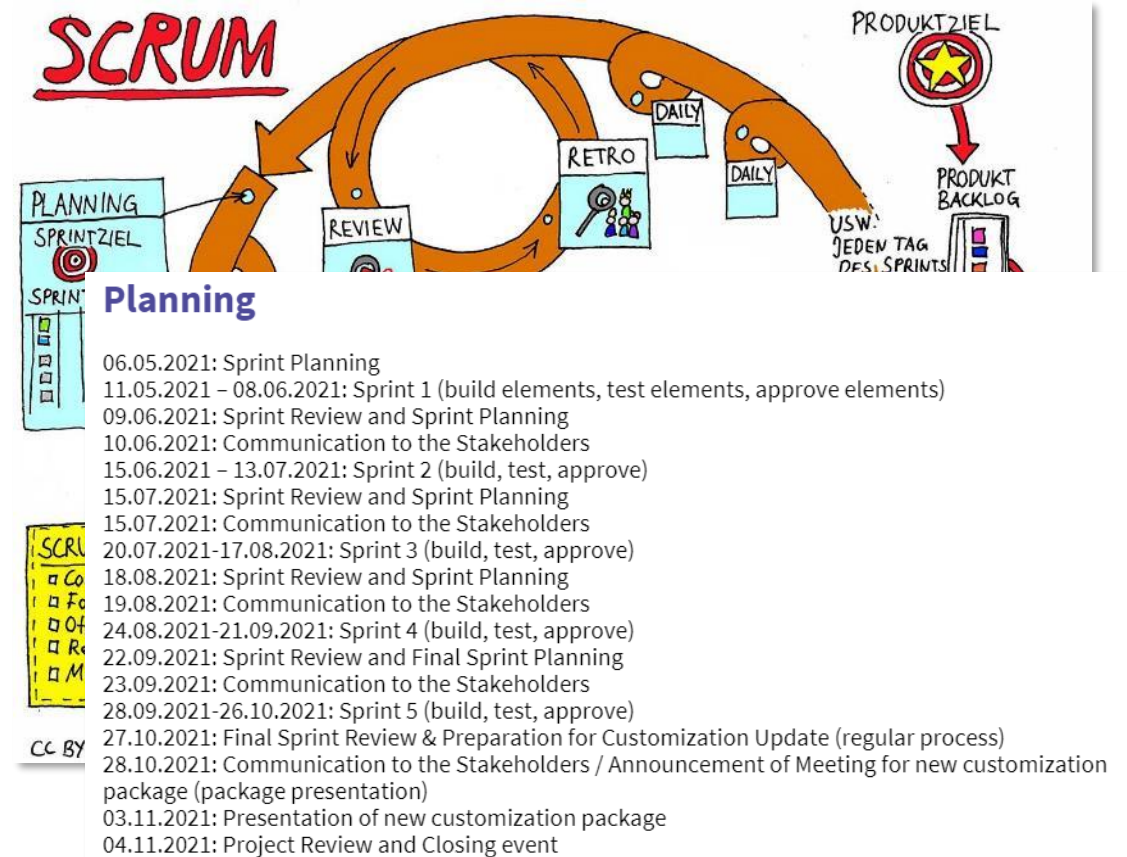 SCRUM
PRODUKTZIEL
DAILY
RETRO
DAILY
PRODUKT
BACKLOG
PLANNING
REVIEW
USW.
JEDEN TAG
DES SPRINTS
SPRINTZIEL
Planning
06.05.2021: Sprint Planning
11.05.2021 – 08.06.2021: Sprint 1 (build elements, test elements, approve elements)
09.06.2021: Sprint Review and Sprint Planning
10.06.2021: Communication to the Stakeholders
15.06.2021 – 13.07.2021: Sprint 2 (build, test, approve)
15.07.2021: Sprint Review and Sprint Planning
15.07.2021: Communication to the Stakeholders
20.07.2021-17.08.2021: Sprint 3 (build, test, approve)
18.08.2021: Sprint Review and Sprint Planning
19.08.2021: Communication to the Stakeholders
24.08.2021-21.09.2021: Sprint 4 (build, test, approve)
22.09.2021: Sprint Review and Final Sprint Planning
23.09.2021: Communication to the Stakeholders
28.09.2021-26.10.2021: Sprint 5 (build, test, approve)
27.10.2021: Final Sprint Review & Preparation for Customization Update (regular process)
28.10.2021: Communication to the Stakeholders / Announcement of Meeting for new customization
package (package presentation)
03.11.2021: Presentation of new customization package
04.11.2021: Project Review and Closing event
CC BY